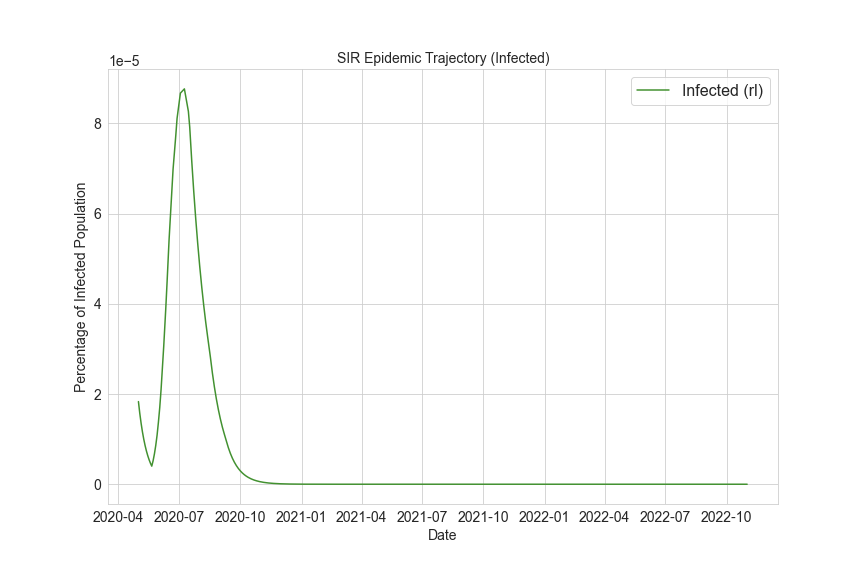 SIR Epidemic Trajectory (Infected)
1e−5
Infected (rI)
8
6
4
2
0
Percentage of Infected Population
2020-04 2020-07 2020-10 2021-01 2021-04 2021-07 2021-10 2022-01 2022-04 2022-07 2022-10
Date